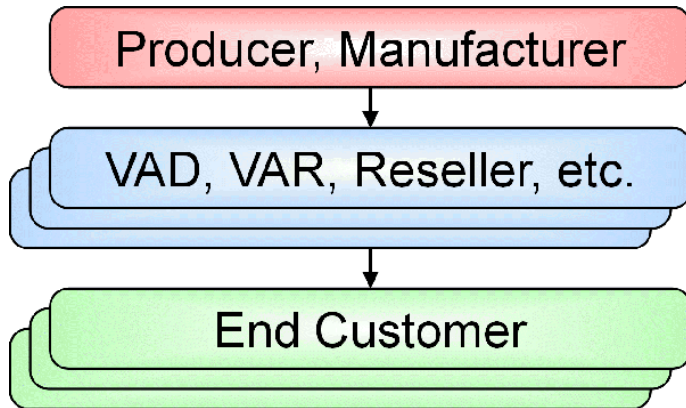 Producer, Manufacturer
VAD, VAR, Reseller, etc.
End Customer